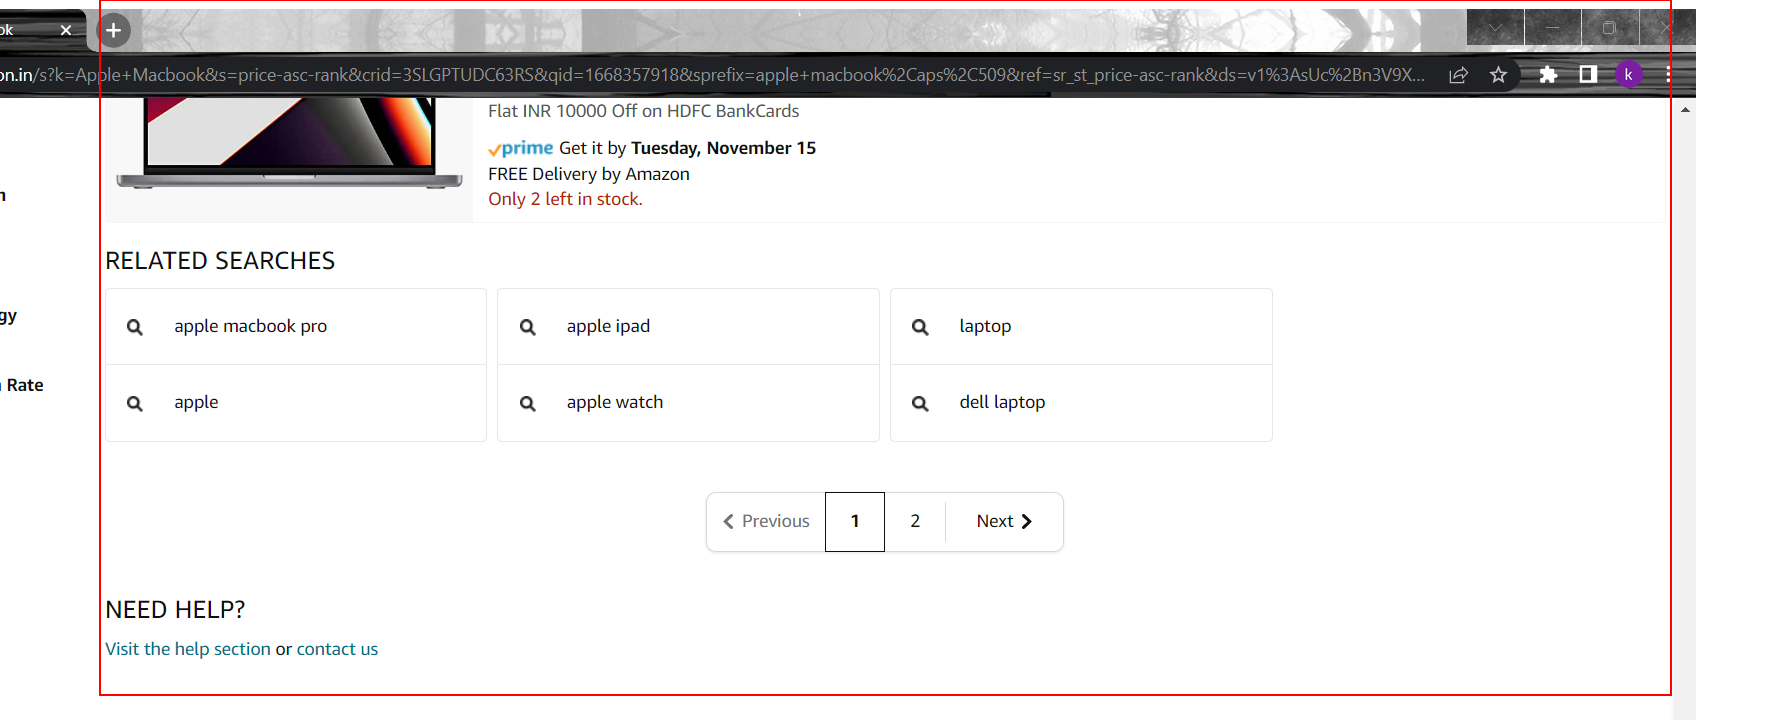 ok
on.in/s?k=Apple+Macbook&s=price-asc-rank&crid=3SLGPTUDC63RS&qid=1668357918&sprefix=apple+macbook%2Caps%2C509&ref=sr_st_price-asc-rank&ds=v1%3AsUc%2Bn3V9X...
k
Flat INR 10000 Off on HDFC BankCards
prime Get it by Tuesday, November 15
FREE Delivery by Amazon
n
Only 2 left in stock.
RELATED SEARCHES
gy
apple macbook pro
apple ipad
laptop
Rate
apple
apple watch
dell laptop
Previous 1 2 Next
NEED HELP?
Visit the help section or contact us